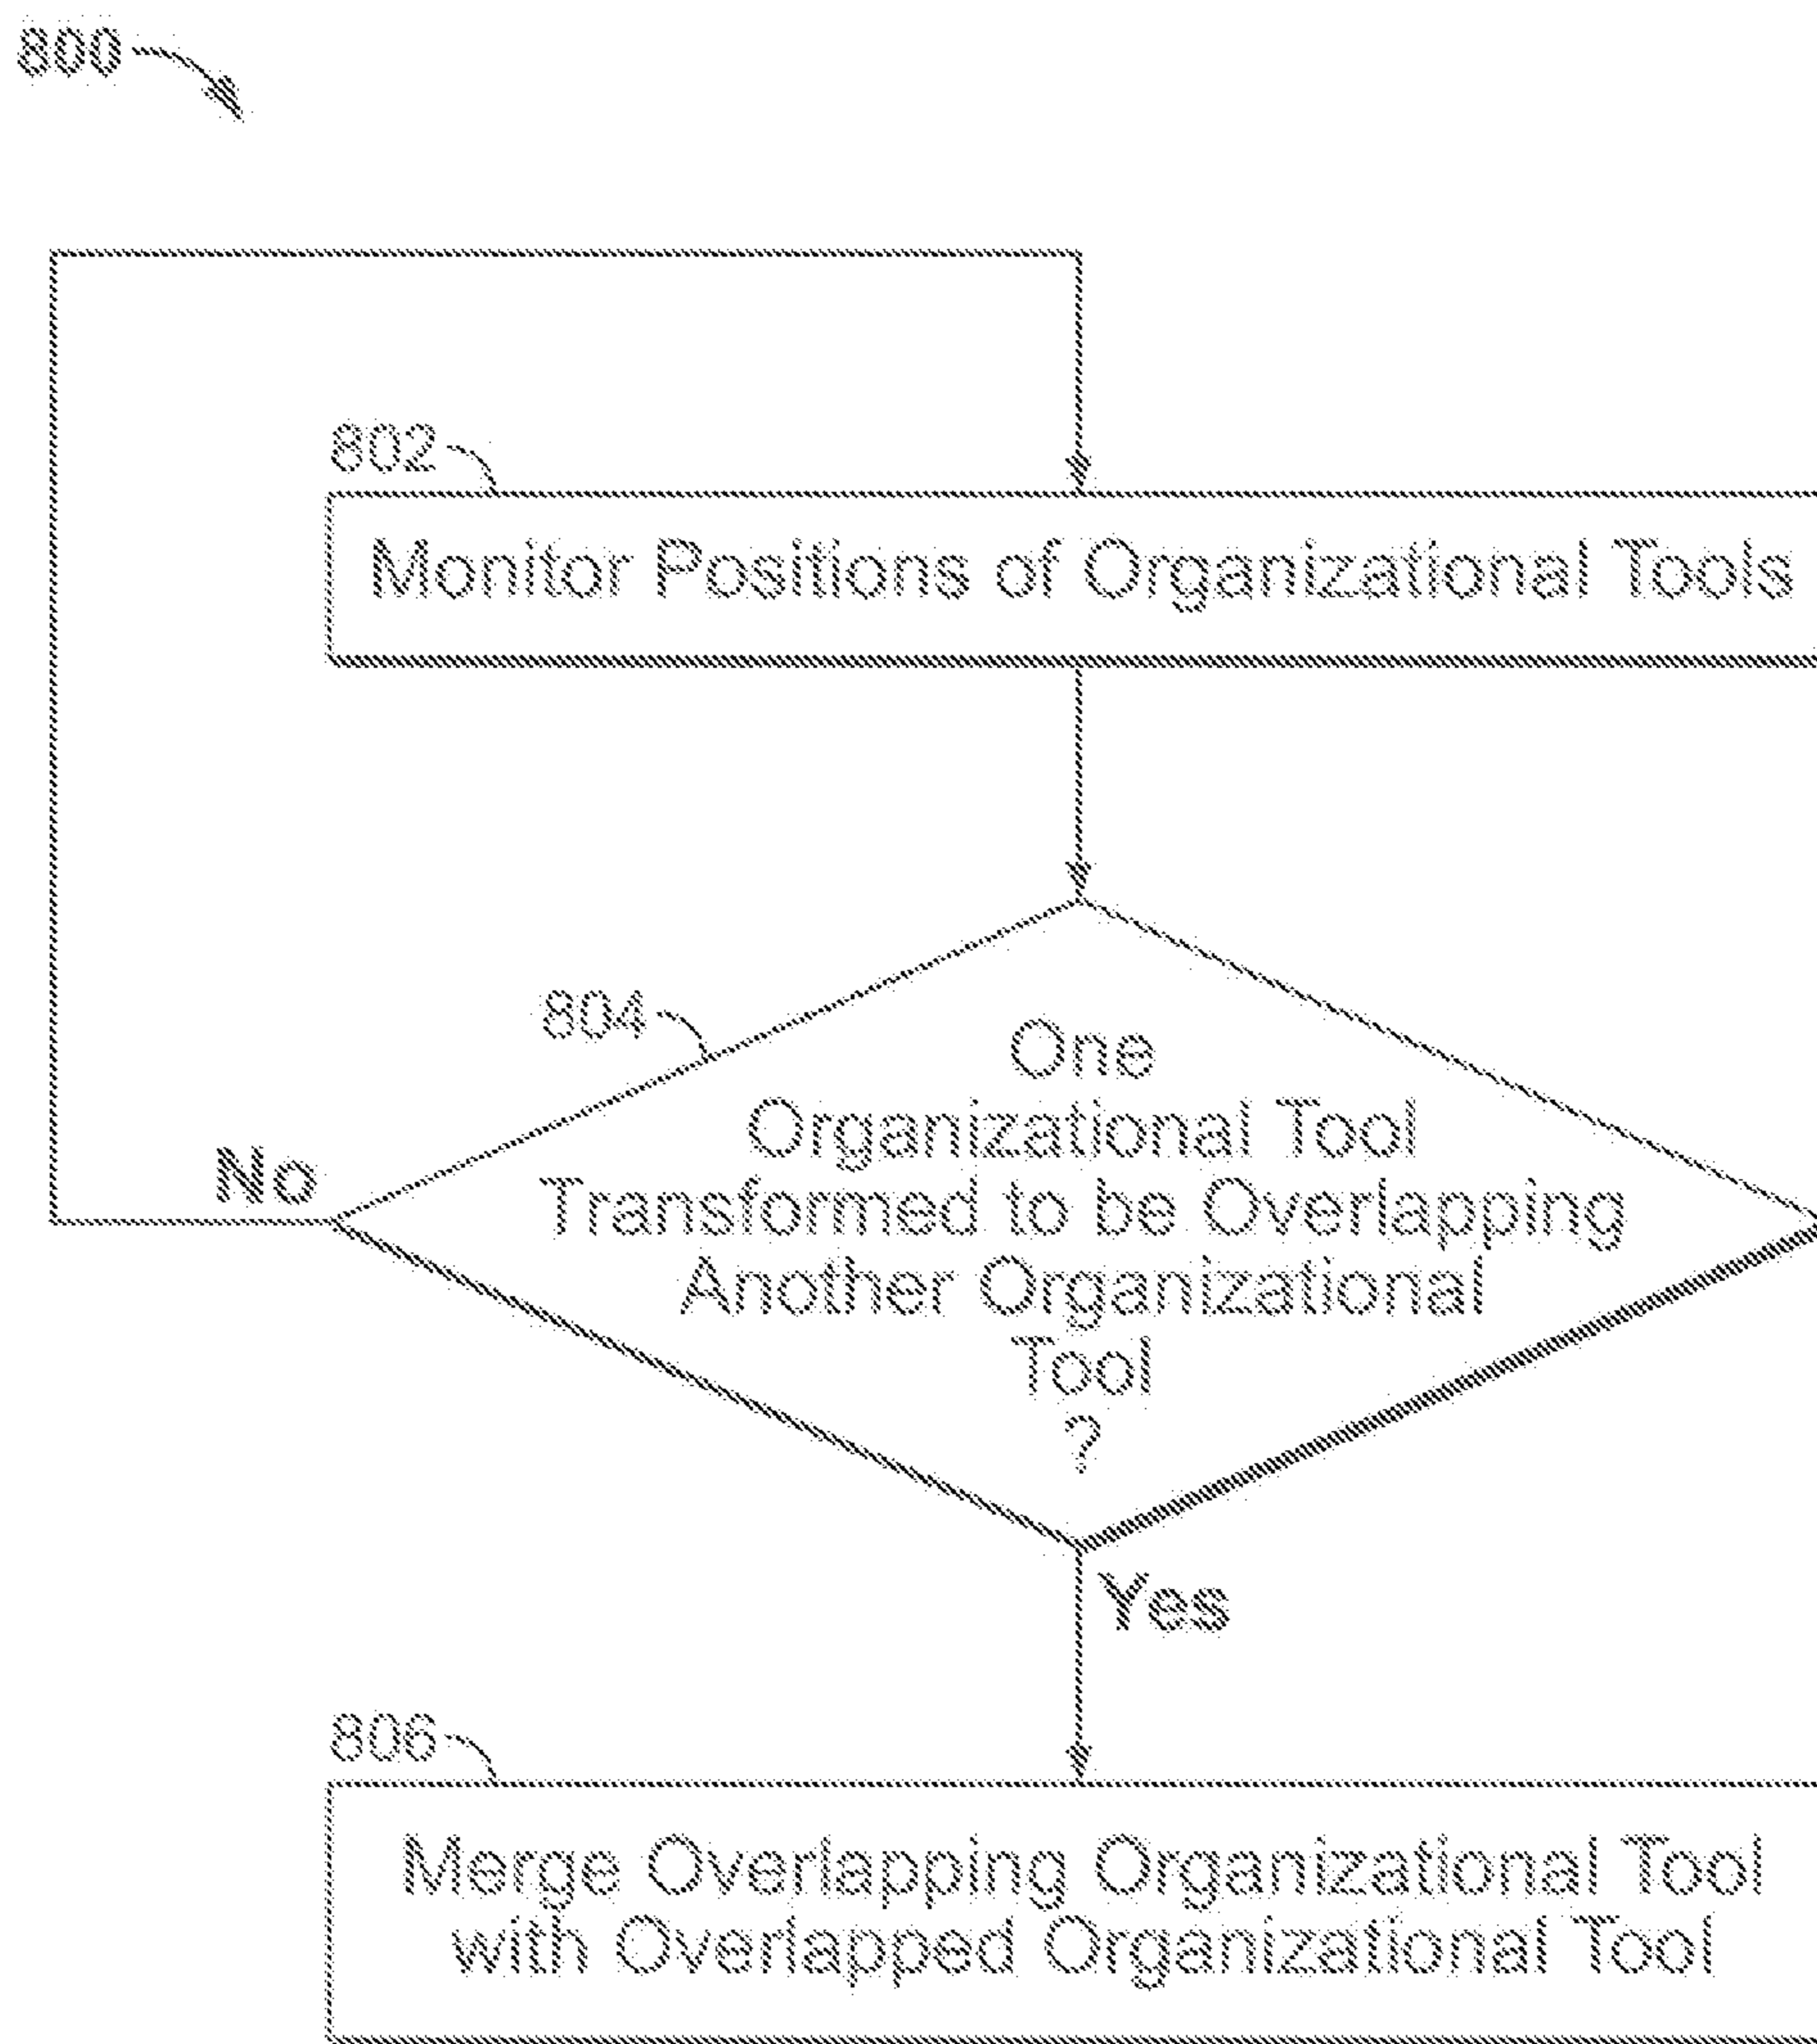 800
802
Monitor Positions of Organizational Tools
804
One
Organizational Tool
Transformed to be Overlapping
Another Organizational
Tool
?
No
Yes
806
Merge Overlapping Organizational Tool
with Overlapped Organizational Tool